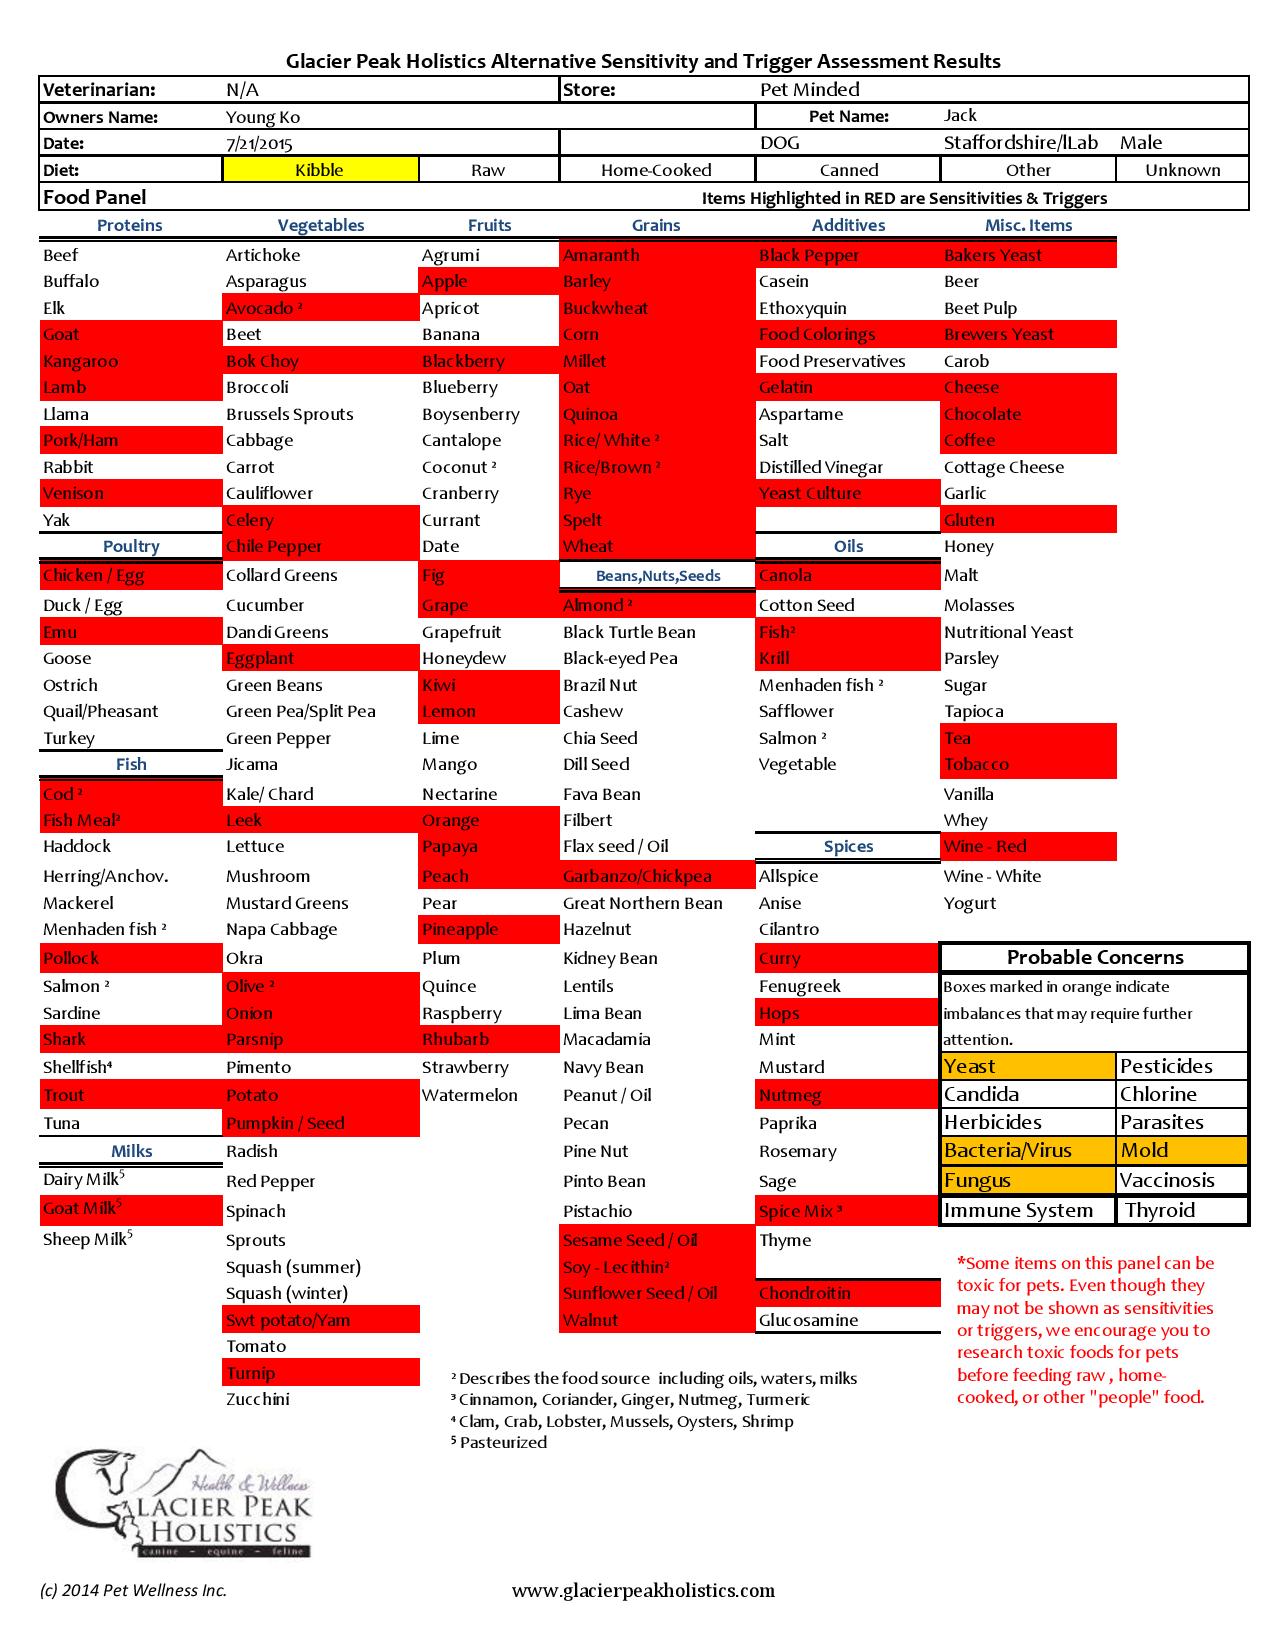 Glacier Peak Holistics Alternative Sensitivity and Trigger Assessment Results
Veterinarian: N/A Store: Pet Minded
Owners Name: Young Ko Pet Name: Jack
Date: 7/21/2015 DOG Staffordshire/lLab Male
Diet: Kibble Raw Home-Cooked Canned Other Unknown
Food Panel Items Highlighted in RED are Sensitivities & Triggers
Proteins Vegetables Fruits Grains Additives Misc. Items
Beef Artichoke Agrumi Amaranth Black Pepper Bakers Yeast
Buffalo Asparagus Apple Barley Casein Beer
Elk Avocado ² Apricot Buckwheat Ethoxyquin Beet Pulp
Goat Beet Banana Corn Food Colorings Brewers Yeast
Kangaroo Bok Choy Blackberry Millet Food Preservatives Carob
Lamb Broccoli Blueberry Oat Gelatin Cheese
Llama Brussels Sprouts Boysenberry Quinoa Aspartame Chocolate
Pork/Ham Cabbage Cantalope Rice/ White ² Salt Coffee
Rabbit Carrot Coconut ² Rice/Brown ² Distilled Vinegar Cottage Cheese
Venison Cauliflower Cranberry Rye Yeast Culture Garlic
Yak Celery Currant Spelt Gluten
Poultry Chile Pepper Date Wheat Oils Honey
Chicken / Egg Collard Greens Fig Beans,Nuts,Seeds Canola Malt
Duck / Egg Cucumber Grape Almond ² Cotton Seed Molasses
Emu Dandi Greens Grapefruit Black Turtle Bean Fish² Nutritional Yeast
Goose Eggplant Honeydew Black-eyed Pea Krill Parsley
Ostrich Green Beans Kiwi Brazil Nut Menhaden fish ² Sugar
Quail/Pheasant Green Pea/Split Pea Lemon Cashew Safflower Tapioca
Turkey Green Pepper Lime Chia Seed Salmon ² Tea
Fish Jicama Mango Dill Seed Vegetable Tobacco
Cod ² Kale/ Chard Nectarine Fava Bean Vanilla
Fish Meal² Leek Orange Filbert Whey
Haddock Lettuce Papaya Flax seed / Oil Spices Wine - Red
Herring/Anchov. Mushroom Peach Garbanzo/Chickpea Allspice Wine - White
Mackerel Mustard Greens Pear Great Northern Bean Anise Yogurt
Menhaden fish ² Napa Cabbage Pineapple Hazelnut Cilantro
Pollock Okra Plum Kidney Bean Curry Probable Concerns
Salmon ² Olive ² Quince Lentils Fenugreek Boxes marked in orange indicate
Sardine Onion Raspberry Lima Bean Hops imbalances that may require further
Shark Parsnip Rhubarb Macadamia Mint attention.
Shellfish⁴ Pimento Strawberry Navy Bean Mustard Yeast Pesticides
Trout Potato Watermelon Peanut / Oil Nutmeg Candida Chlorine
Tuna Pumpkin / Seed Pecan Paprika Herbicides Parasites
Milks Radish Pine Nut Rosemary Bacteria/Virus Mold
Dairy Milk⁵ Red Pepper Pinto Bean Sage Fungus Vaccinosis
Goat Milk⁵ Spinach Pistachio Spice Mix ³ Immune System Thyroid
Sheep Milk⁵ Sprouts Sesame Seed / Oil Thyme
Squash (summer) Soy - Lecithin²
Squash (winter) Sunflower Seed / Oil Chondroitin
Swt potato/Yam Walnut Glucosamine
Tomato
Turnip
Zucchini
*Some items on this panel can be
toxic for pets. Even though they
may not be shown as sensitivities
or triggers, we encourage you to
research toxic foods for pets
before feeding raw , home-
cooked, or other "people" food.
² Describes the food source including oils, waters, milks
³ Cinnamon, Coriander, Ginger, Nutmeg, Turmeric
⁴ Clam, Crab, Lobster, Mussels, Oysters, Shrimp
⁵ Pasteurized
Health & Wellness
GLACIER PEAK
HOLISTICS
canine - equine - feline
(c) 2014 Pet Wellness Inc. www.glacierpeakholistics.com